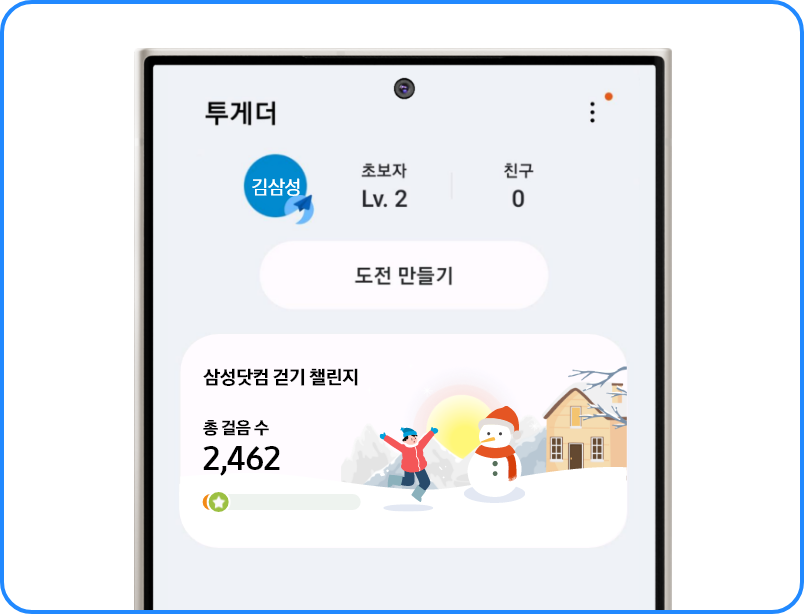 투게더
김삼성
초보자
Lv. 2
친구
0
도전 만들기
삼성닷컴 걷기 챌린지
총 걸음 수
2,462